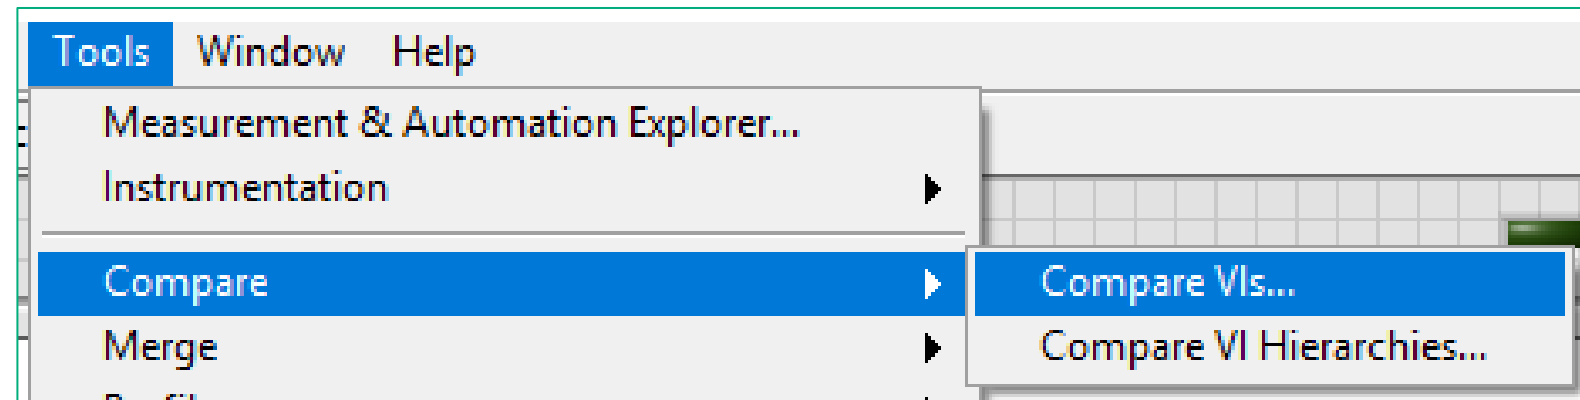 Tools Window Help
Measurement & Automation Explorer...
Instrumentation
Compare
Compare VIs...
Merge
Compare VI Hierarchies...